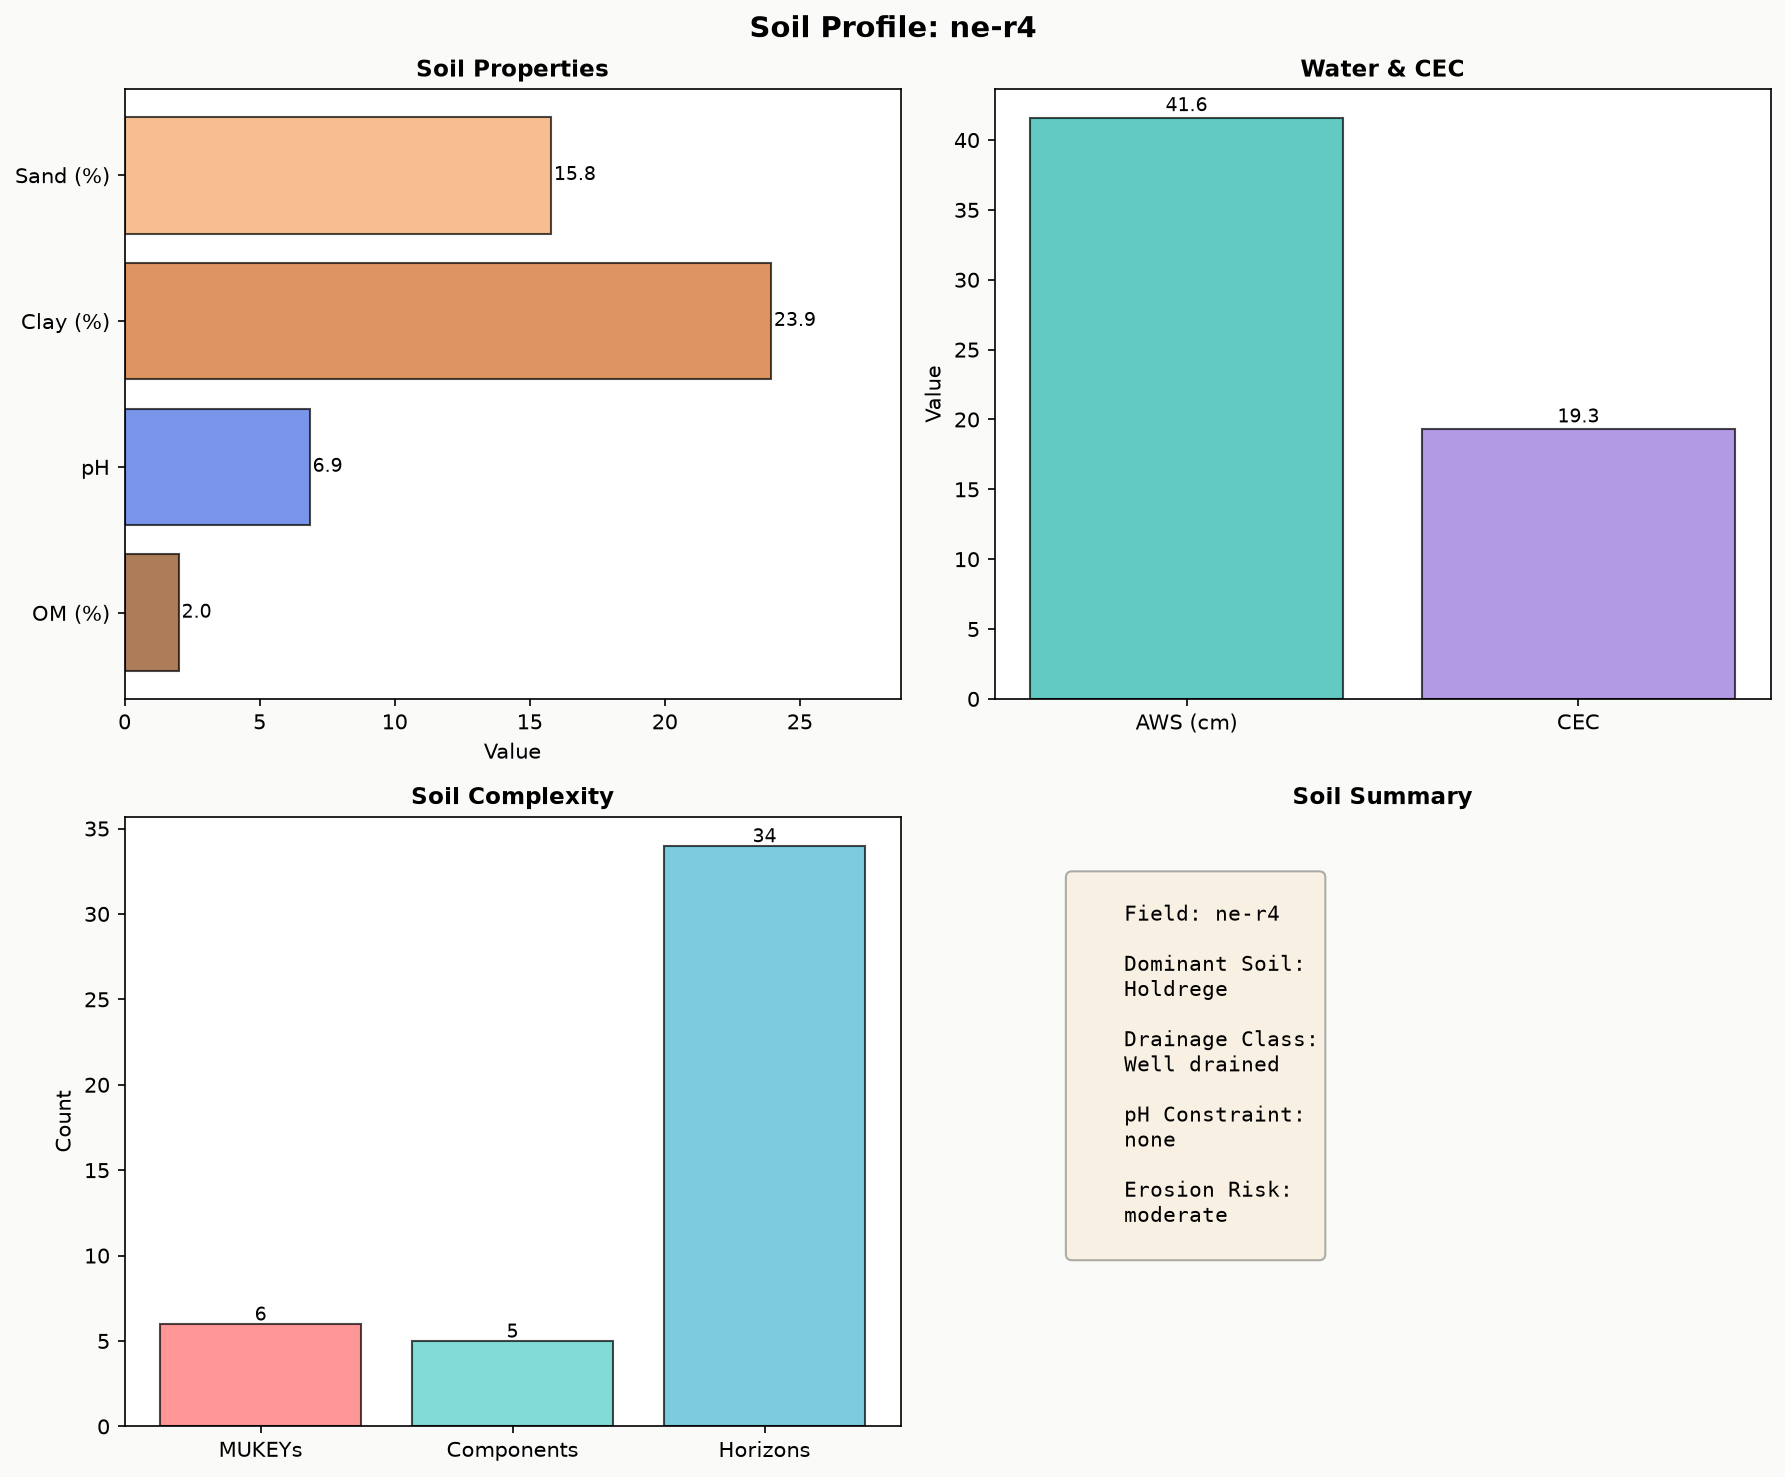 Soil Profile: ne-r4
Soil Properties
Sand (%)
15.8
Clay (%)
23.9
pH
6.9
OM (%)
2.0
0 5 10 15 20 25
Value
Water & CEC
41.6
19.3
40
35
30
25
20
15
10
5
0
Value
AWS (cm) CEC
Soil Complexity
35
30
25
20
15
10
5
0
Count
6
5
34
MUKEYs Components Horizons
Soil Summary
Field: ne-r4
Dominant Soil:
Holdrege
Drainage Class:
Well drained
pH Constraint:
none
Erosion Risk:
moderate